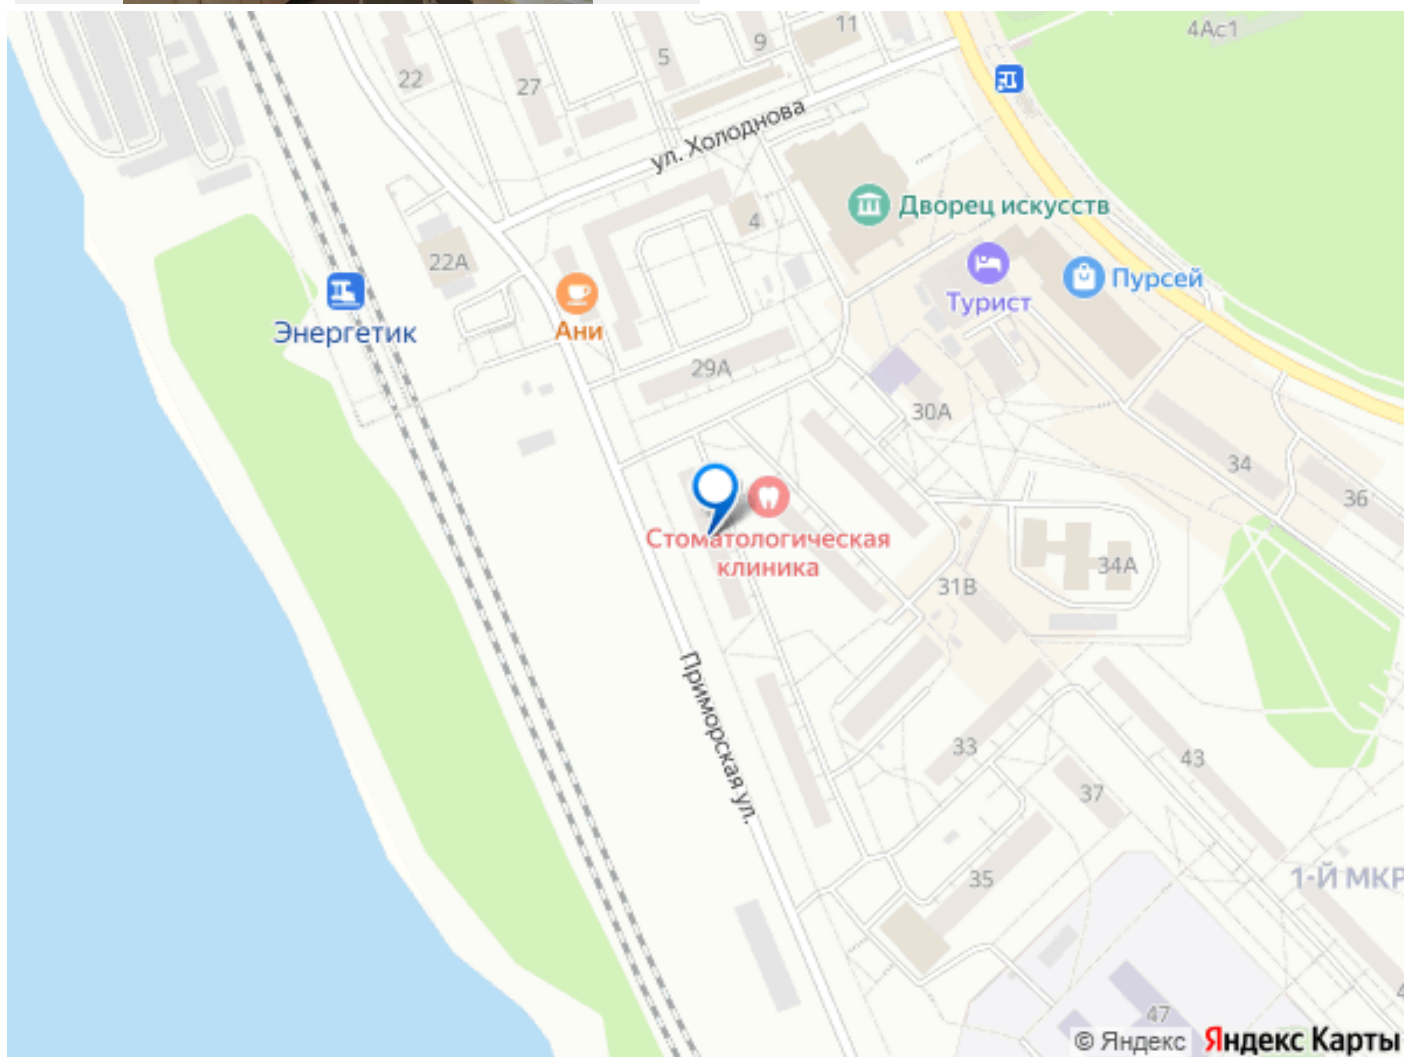 4Ас1
11
9
5
22
27
ул. Холоднова
Дворец искусств
4
22А
Турист
Пурсей
Энергетик
Ани
29А
30А
34
36
Стоматологическая
клиника
34А
31В
Приморская ул.
33
43
37
35
1-Й МКР
47
4
© Яндекс
Яндекс Карты